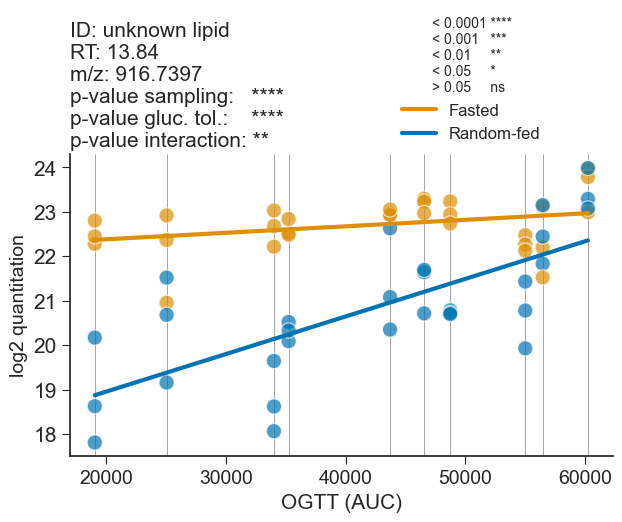 ID: unknown lipid
RT: 13.84
m/z: 916.7397
p-value sampling: ****
p-value gluc. tol.: ****
p-value interaction: **
< 0.0001 ****
< 0.001 ***
< 0.01 **
< 0.05 *
> 0.05 ns
Fasted
Random-fed
log2 quantitation
24
23
22
21
20
19
18
20000 30000 40000 50000 60000
OGTT (AUC)